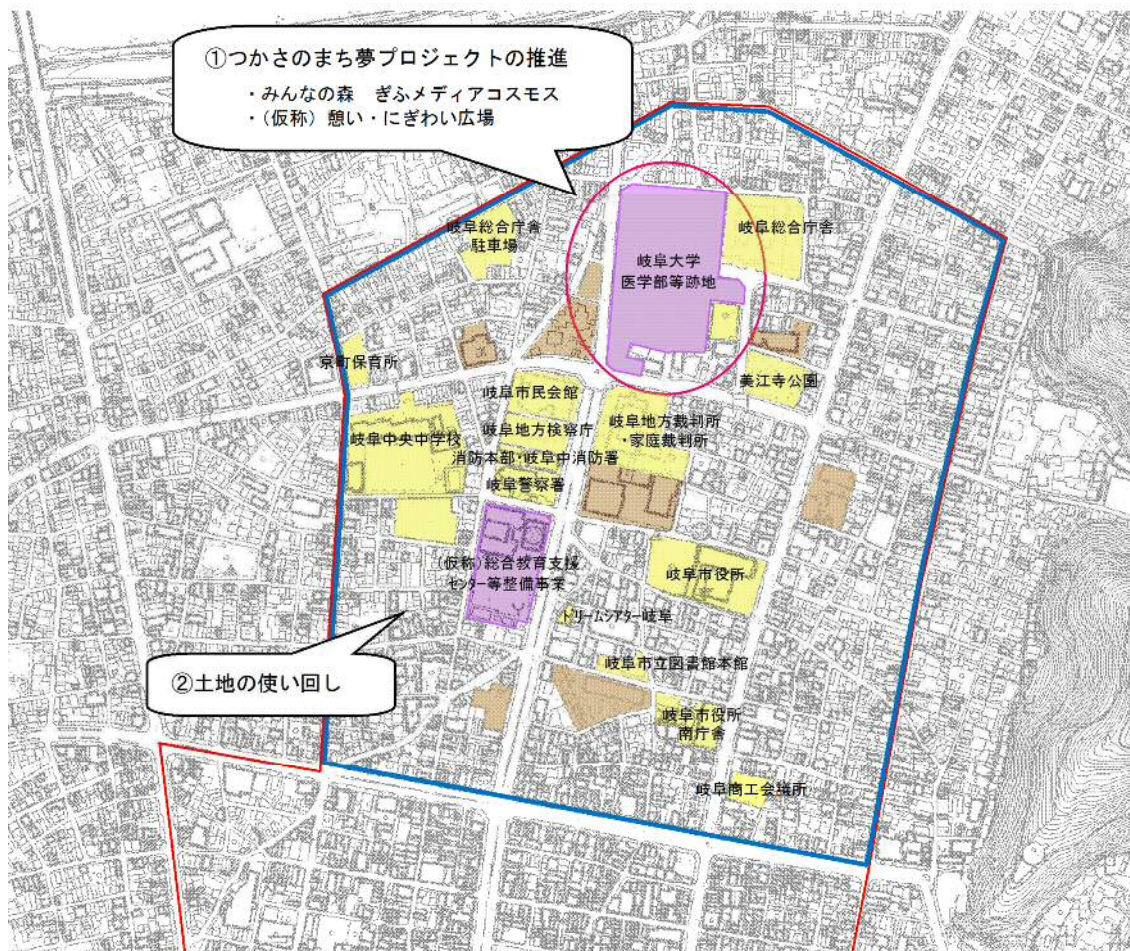 ①つかさのまち夢プロジェクトの推進
・みんなの森　ぎふメディアコスモス
・(仮称)憩い・にぎわい広場
岐阜総合庁舎
駐車場
岐阜大学
医学部等跡地
岐阜総合庁舎
京町保育所
美江寺公園
岐阜市民会館
岐阜地方検察庁
消防本部・岐阜中消防署
岐阜警察署
岐阜中央中学校
岐阜地方裁判所
・家庭裁判所
(仮称)総合教育支援
センター等整備事業
岐阜市役所
ドリームシアター岐阜
②土地の使い回し
岐阜市立図書館本館
岐阜市役所
南庁舎
岐阜商工会議所